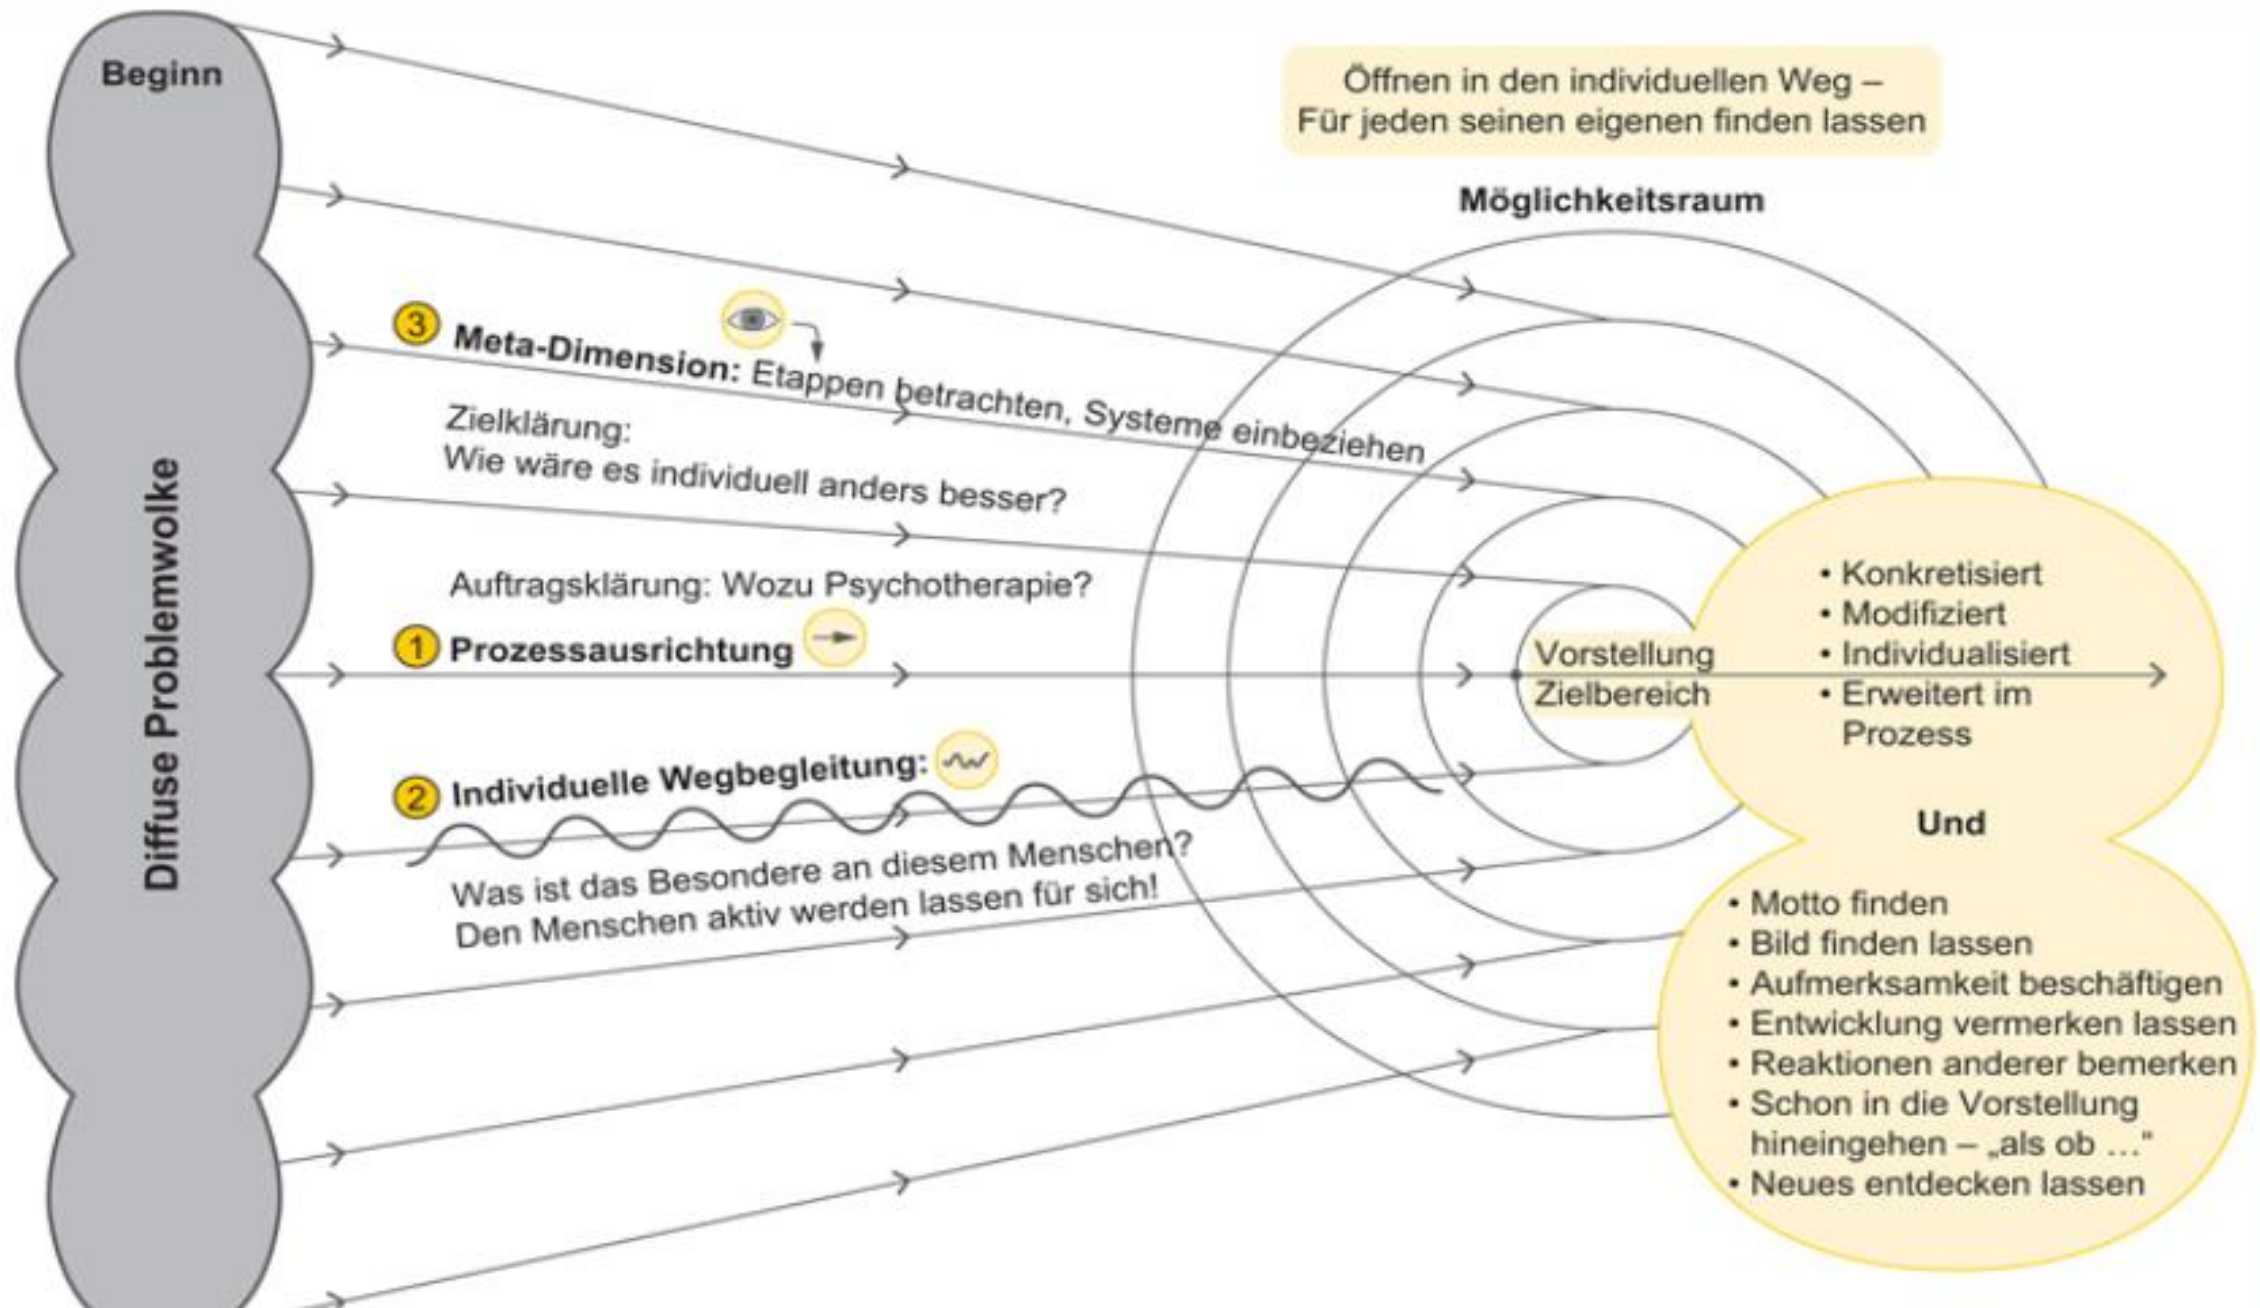 Beginn
Diffuse Problemwolke
Öffnen in den individuellen Weg –
Für jeden seinen eigenen finden lassen
Möglichkeitsraum
3 Meta-Dimension: Etappen betrachten, Systeme einbeziehen
Zielklärung:
Wie wäre es individuell anders besser?
Auftragsklärung: Wozu Psychotherapie?
1 Prozessausrichtung
2 Individuelle Wegbegleitung:
Was ist das Besondere an diesem Menschen?
Den Menschen aktiv werden lassen für sich!
Vorstellung
Zielbereich
• Konkretisiert
• Modifiziert
• Individualisiert
• Erweitert im
Prozess
Und
• Motto finden
• Bild finden lassen
• Aufmerksamkeit beschäftigen
• Entwicklung vermerken lassen
• Reaktionen anderer bemerken
• Schon in die Vorstellung
hineingehen – „als ob ...“
• Neues entdecken lassen